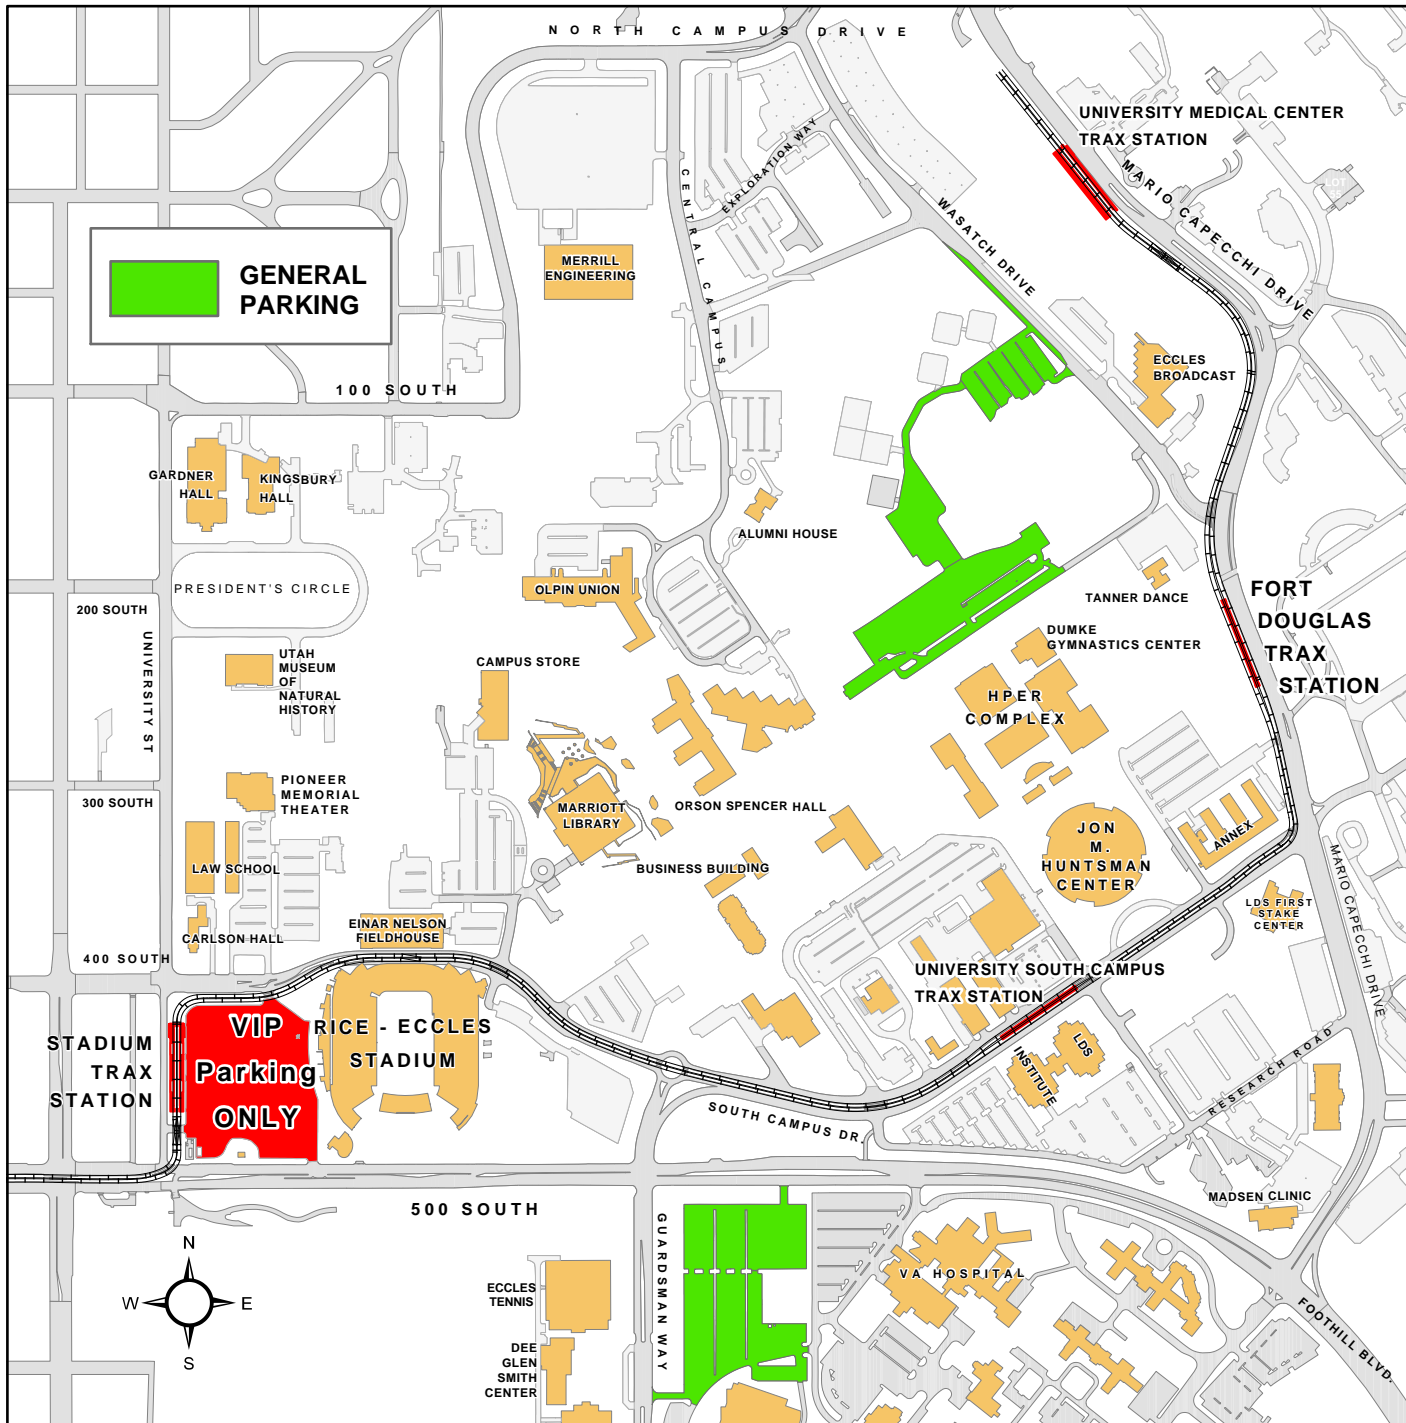 NORTH CAMPUS DRIVE
UNIVERSITY MEDICAL CENTER
TRAX STATION
MARIO CAPECCHI DRIVE
LOT
55
EXPLORATION WAY
CENTRAL CAMPUS
WASATCH DRIVE
MERRILL
ENGINEERING
GENERAL
PARKING
ECCLES
BROADCAST
100 SOUTH
GARDNER
HALL
KINGSBURY
HALL
ALUMNI HOUSE
PRESIDENT'S CIRCLE
OLPIN UNION
TANNER DANCE
FORT
DOUGLAS
TRAX
STATION
200 SOUTH
UNIVERSITY ST
DUMKE
GYMNASTICS CENTER
UTAH
MUSEUM
OF
NATURAL
HISTORY
CAMPUS STORE
HPER
COMPLEX
PIONEER
MEMORIAL
THEATER
300 SOUTH
MARRIOTT
LIBRARY
ORSON SPENCER HALL
JON
M.
HUNTSMAN
CENTER
ANNEX
LAW SCHOOL
BUSINESS BUILDING
MARIO CAPECCHI DRIVE
LDS FIRST
STAKE
CENTER
EINAR NELSON
FIELDHOUSE
CARLSON HALL
400 SOUTH
UNIVERSITY SOUTH CAMPUS
TRAX STATION
VIP
Parking
ONLY
RICE - ECCLES
STADIUM
STADIUM
TRAX
STATION
LDS
INSTITUTE
RESEARCH ROAD
SOUTH CAMPUS DR.
500 SOUTH
MADSEN CLINIC
GUARDSMAN WAY
VA HOSPITAL
N
W
E
S
ECCLES
TENNIS
DEE
GLEN
SMITH
CENTER
FOOTHILL BLVD.